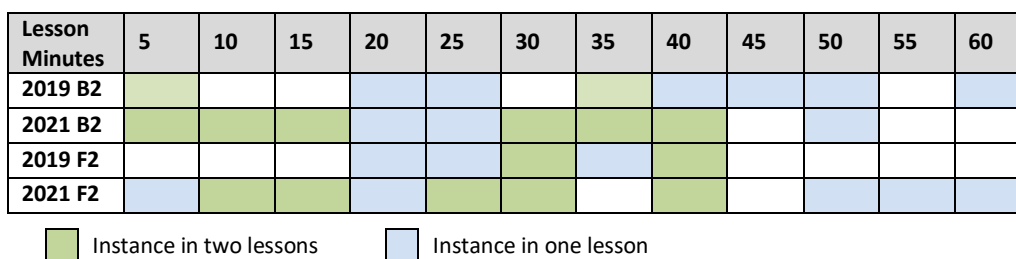 Lesson Minutes 5 10 15 20 25 30 35 40 45 50 55 60
2019 B2
2021 B2
2019 F2
2021 F2
Instance in two lessons Instance in one lesson